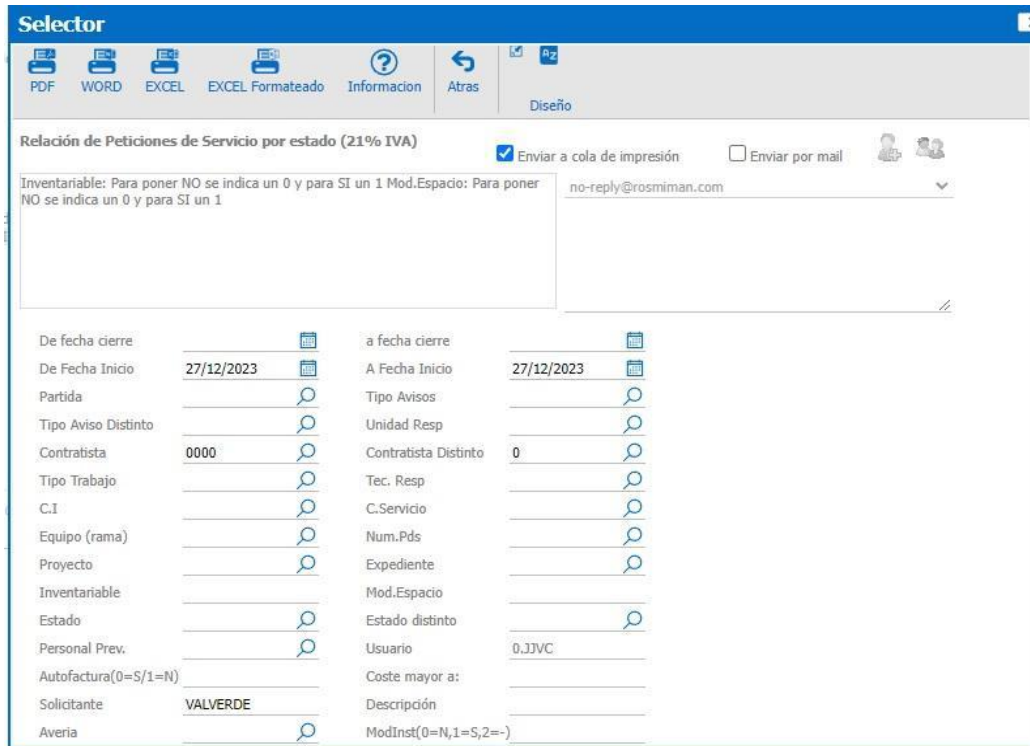 Selector
PDF WORD EXCEL EXCEL Formateado Informacion Atras
Diseño
Relación de Peticiones de Servicio por estado (21% IVA)
Enviar a cola de impresión Enviar por mail
Inventariable: Para poner NO se indica un 0 y para SI un 1 Mod.Espacio: Para poner
NO se indica un 0 y para SI un 1
no-reply@rosmiman.com
De fecha cierre a fecha cierre
De Fecha Inicio 27/12/2023 A Fecha Inicio 27/12/2023
Partida Tipo Avisos
Tipo Aviso Distinto Unidad Resp
Contratista 0000 Contratista Distinto 0
Tipo Trabajo Tec. Resp
C.I C.Servicio
Equipo (rama) Num.Pds
Proyecto Expediente
Inventariable Mod.Espacio
Estado Estado distinto
Personal Prev. Usuario 0.JJVC
Autofactura(0=S/1=N) Coste mayor a:
Solicitante VALVERDE Descripción
Averia ModInst(0=N,1=S,2=-)